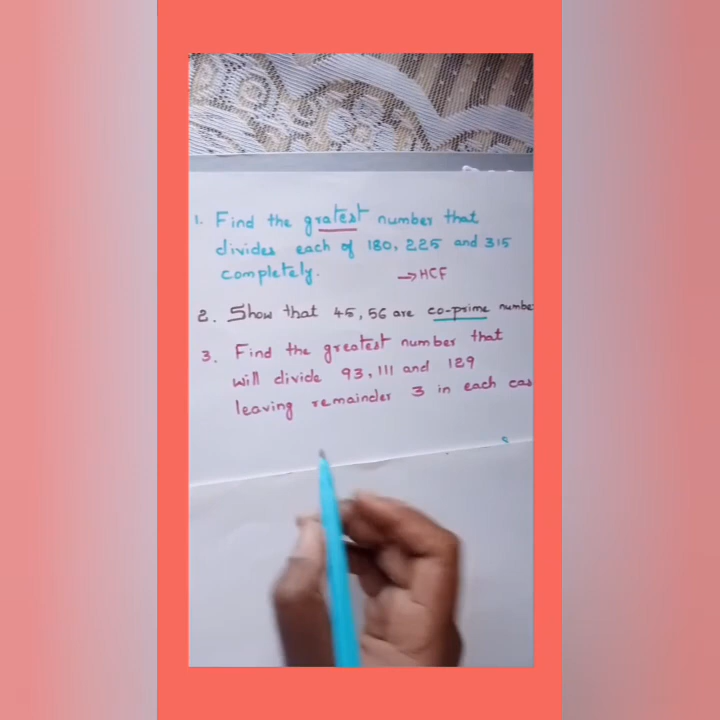 1. Find the gratest number that
divides each of 180, 225 and 315
completely. → HCF
2. Show that 45, 56 are co-prime numbe
3. Find the greatest number that
will divide 93, 111 and 129
leaving remainder 3 in each cas